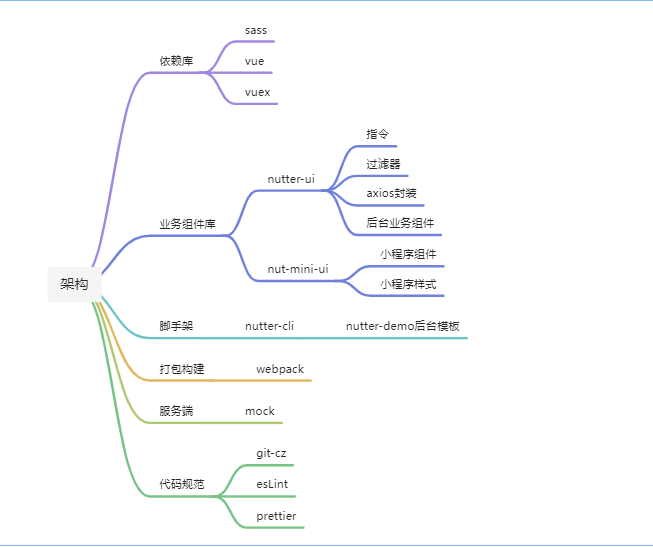 架构
依赖库
sass
vue
vuex
业务组件库
nutter-ui
指令
过滤器
axios封装
后台业务组件
nut-mini-ui
小程序组件
小程序样式
脚手架
nutter-cli
nutter-demo后台模板
打包构建
webpack
服务端
mock
代码规范
git-cz
esLint
prettier